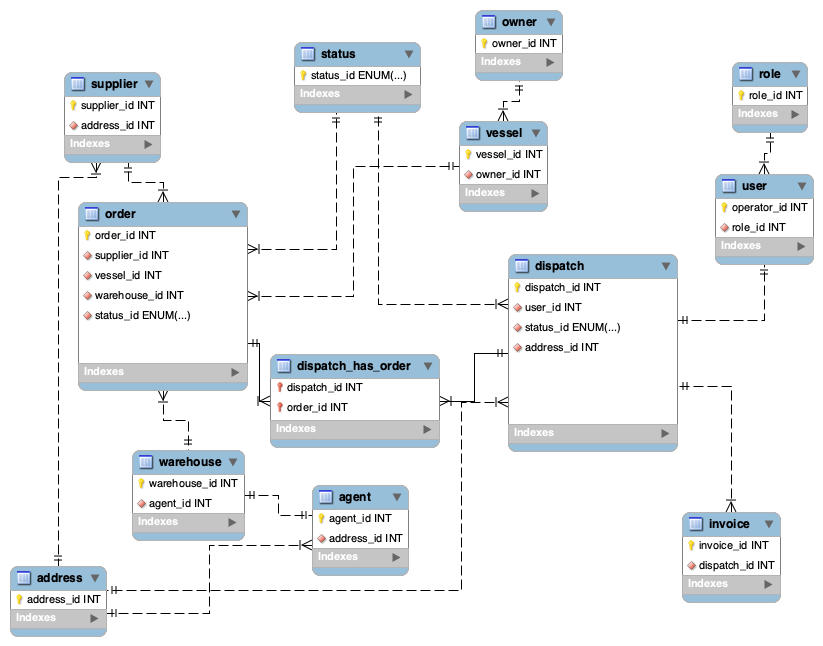 owner
owner_id INT
Indexes
status
status_id ENUM(...)
Indexes
supplier
supplier_id INT
address_id INT
Indexes
role
role_id INT
Indexes
vessel
vessel_id INT
owner_id INT
Indexes
user
operator_id INT
role_id INT
Indexes
order
order_id INT
supplier_id INT
vessel_id INT
warehouse_id INT
status_id ENUM(...)
Indexes
dispatch
dispatch_id INT
user_id INT
status_id ENUM(...)
address_id INT
Indexes
dispatch_has_order
dispatch_id INT
order_id INT
Indexes
warehouse
warehouse_id INT
agent_id INT
Indexes
agent
agent_id INT
address_id INT
Indexes
invoice
invoice_id INT
dispatch_id INT
Indexes
address
address_id INT
Indexes